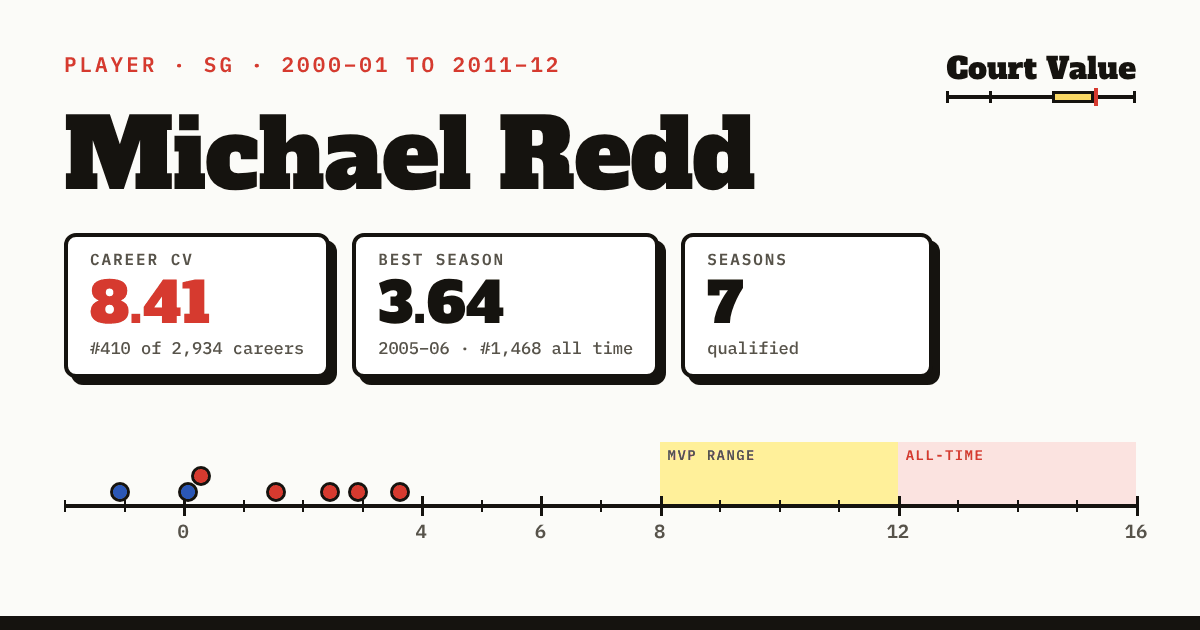 PLAYER · SG · 2000–01 TO 2011–12
Court Value
Michael Redd
CAREER CV
8.41
#410 of 2,934 careers
BEST SEASON
3.64
2005–06 · #1,468 all time
SEASONS
7
qualified
MVP RANGE
ALL-TIME
0 4 6 8 12 16